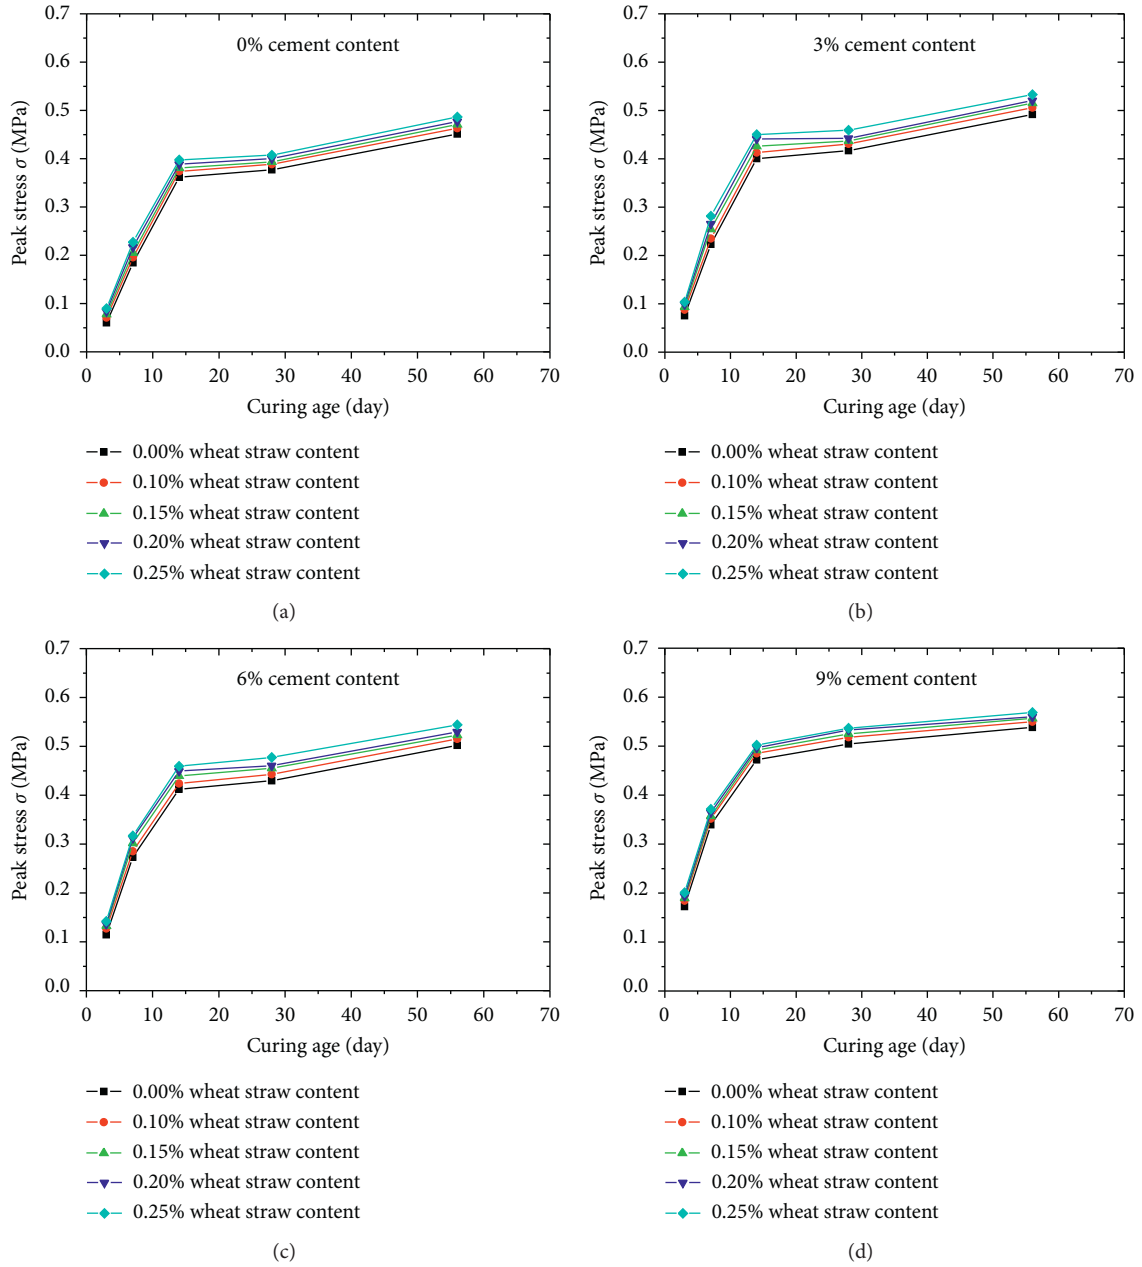 0% cement content
Peak stress σ (MPa)
0.7
0.6
0.5
0.4
0.3
0.2
0.1
0.0
0 10 20 30 40 50 60 70
Curing age (day)
0.00% wheat straw content
0.10% wheat straw content
0.15% wheat straw content
0.20% wheat straw content
0.25% wheat straw content
(a)
3% cement content
Peak stress σ (MPa)
0.7
0.6
0.5
0.4
0.3
0.2
0.1
0.0
0 10 20 30 40 50 60 70
Curing age (day)
0.00% wheat straw content
0.10% wheat straw content
0.15% wheat straw content
0.20% wheat straw content
0.25% wheat straw content
(b)
6% cement content
Peak stress σ (MPa)
0.7
0.6
0.5
0.4
0.3
0.2
0.1
0.0
0 10 20 30 40 50 60 70
Curing age (day)
0.00% wheat straw content
0.10% wheat straw content
0.15% wheat straw content
0.20% wheat straw content
0.25% wheat straw content
(c)
9% cement content
Peak stress σ (MPa)
0.7
0.6
0.5
0.4
0.3
0.2
0.1
0.0
0 10 20 30 40 50 60 70
Curing age (day)
0.00% wheat straw content
0.10% wheat straw content
0.15% wheat straw content
0.20% wheat straw content
0.25% wheat straw content
(d)